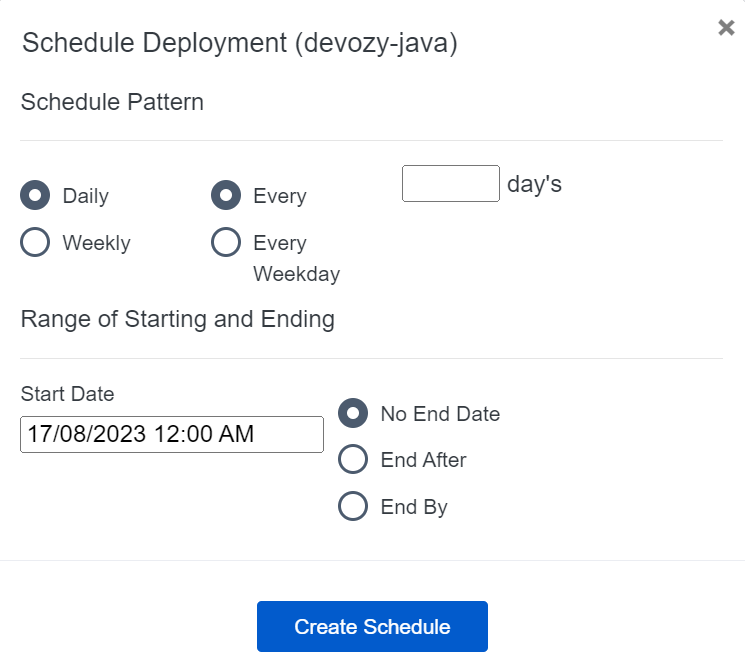 Schedule Deployment (devozy-java)
Schedule Pattern
Daily
Every
day's
Weekly
Every
Weekday
Range of Starting and Ending
Start Date
17/08/2023 12:00 AM
No End Date
End After
End By
Create Schedule